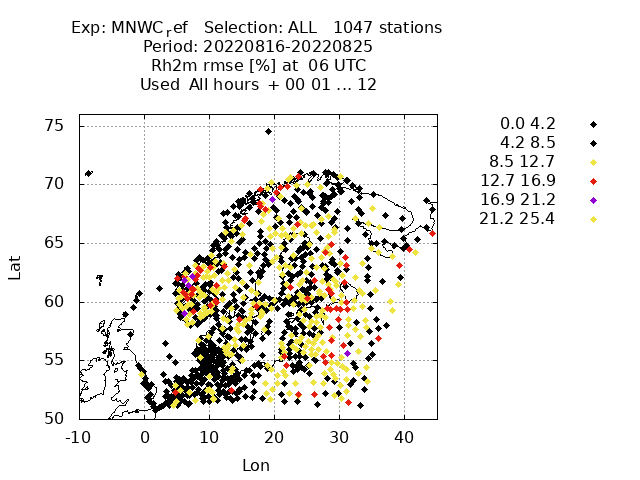 Exp: MNWC_ref   Selection: ALL   1047 stations
Period: 20220816-20220825
Rh2m rmse [%] at  06 UTC
Used  All hours  + 00 01 ... 12
0.0 4.2
4.2 8.5
8.5 12.7
12.7 16.9
16.9 21.2
21.2 25.4
75
70
65
60
55
50
Lat
-10 0 10 20 30 40
Lon